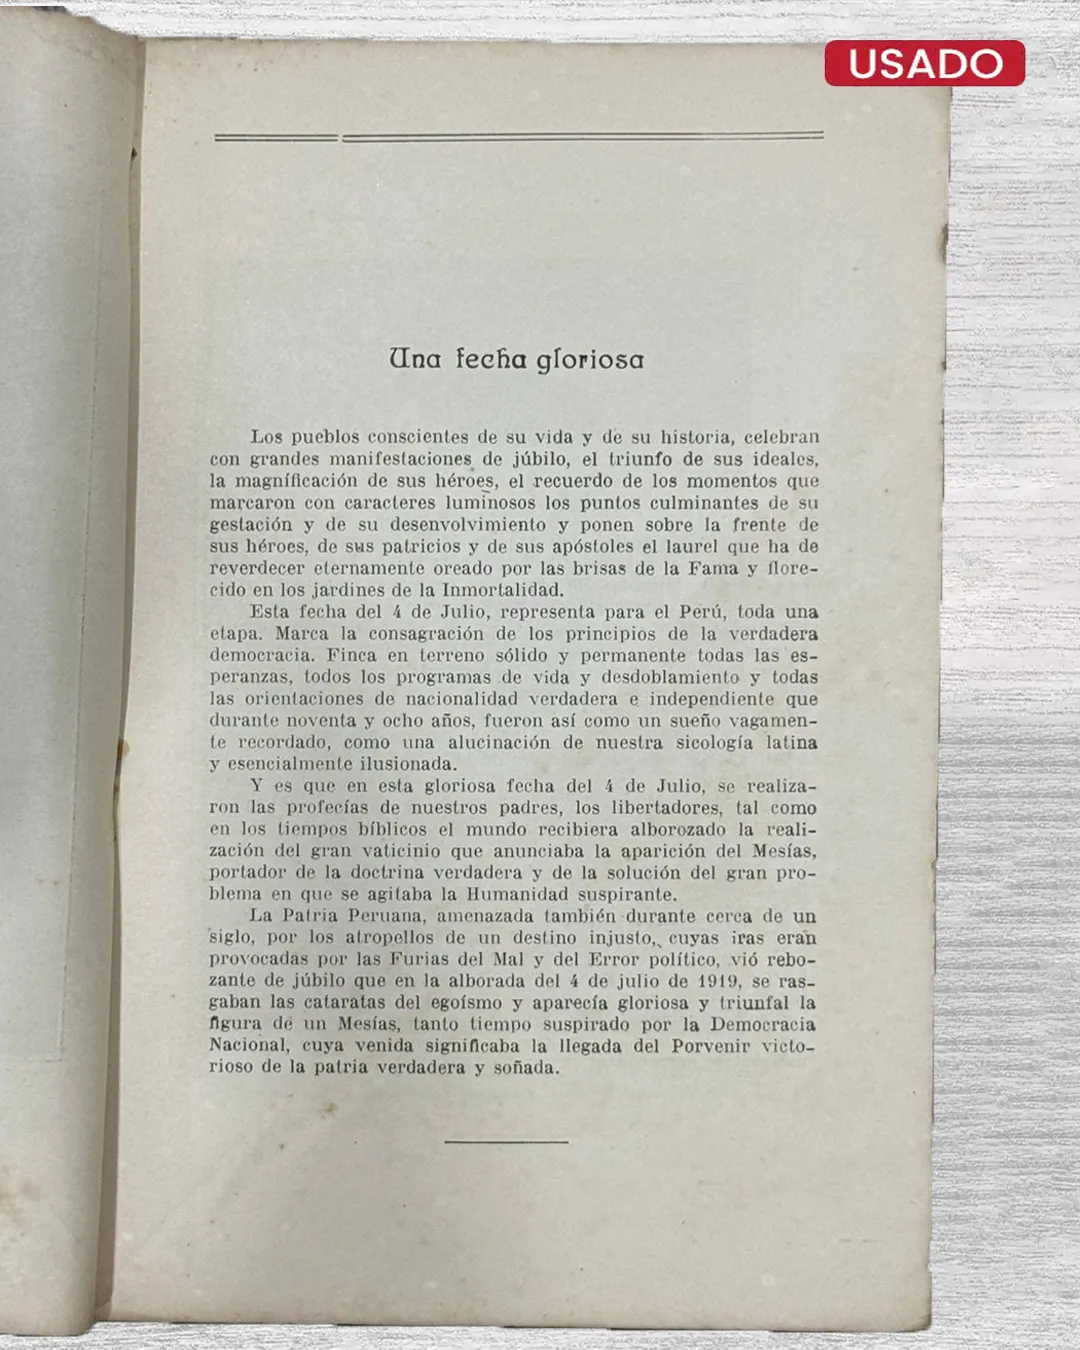 USADO
Una fecha gloriosa
Los pueblos conscientes de su vida y de su historia, celebran
con grandes manifestaciones de júbilo, el triunfo de sus ideales,
la magnificación de sus héroes, el recuerdo de los momentos que
marcaron con caracteres luminosos los puntos culminantes de su
gestación y de su desenvolvimiento y ponen sobre la frente de
sus héroes, de sus patricios y de sus apóstoles el laurel que ha de
reverdecer eternamente oreado por las brisas de la Fama y flore-
cido en los jardines de la Inmortalidad.
Esta fecha del 4 de Julio, representa para el Perú, toda una
etapa. Marca la consagración de los principios de la verdadera
democracia. Finca en terreno sólido y permanente todas las es-
peranzas, todos los programas de vida y desdoblamiento y todas
las orientaciones de nacionalidad verdadera e independiente que
durante noventa y ocho años, fueron así como un sueño vagamen-
te recordado, como una alucinación de nuestra sicología latina
y esencialmente ilusionada.
Y es que en esta gloriosa fecha del 4 de Julio, se realiza-
ron las profecías de nuestros padres, los libertadores, tal como
en los tiempos bíblicos el mundo recibiera alborozado la reali-
zación del gran vaticinio que anunciaba la aparición del Mesías,
portador de la doctrina verdadera y de la solución del gran pro-
blema en que se agitaba la Humanidad suspirante.
La Patria Peruana, amenazada también durante cerca de un
siglo, por los atropellos de un destino injusto, cuyas iras eran
provocadas por las Furias del Mal y del Error político, vió rebo-
zante de júbilo que en la alborada del 4 de julio de 1919, se ras-
gaban las cataratas del egoísmo y aparecía gloriosa y triunfal la
figura de un Mesías, tanto tiempo suspirado por la Democracia
Nacional, cuya venida significaba la llegada del Porvenir victo-
rioso de la patria verdadera y soñada.